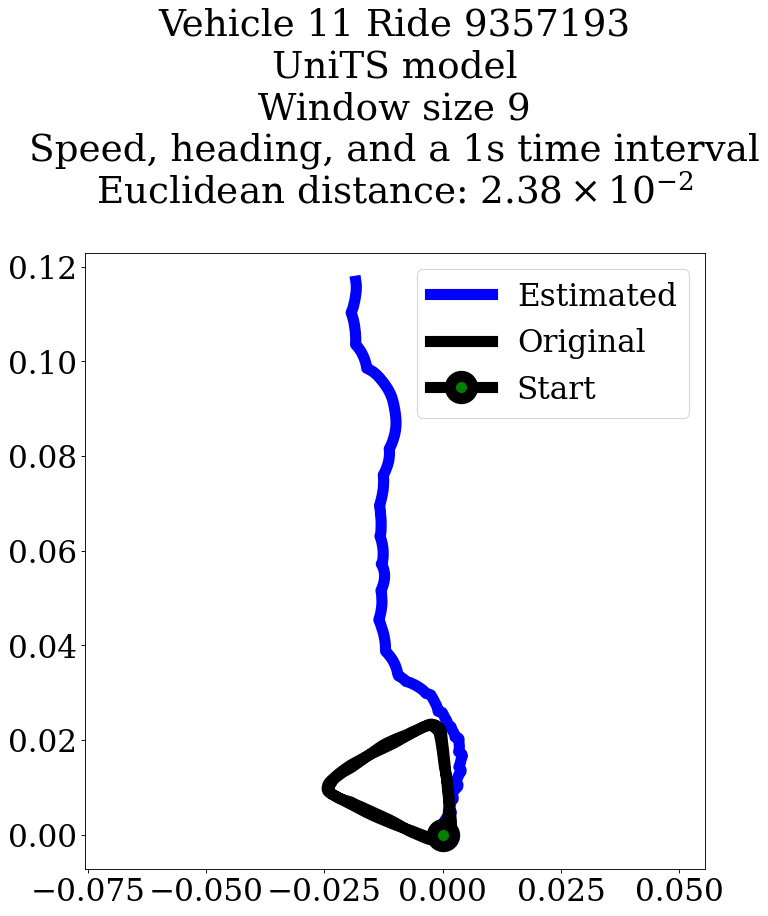 Vehicle 11 Ride 9357193
UniTS model
Window size 9
Speed, heading, and a 1s time interval
Euclidean distance: 2.38 × 10⁻²
0.12
0.10
0.08
0.06
0.04
0.02
0.00
Estimated
Original
Start
−0.075 −0.050 −0.025 0.000 0.025 0.050